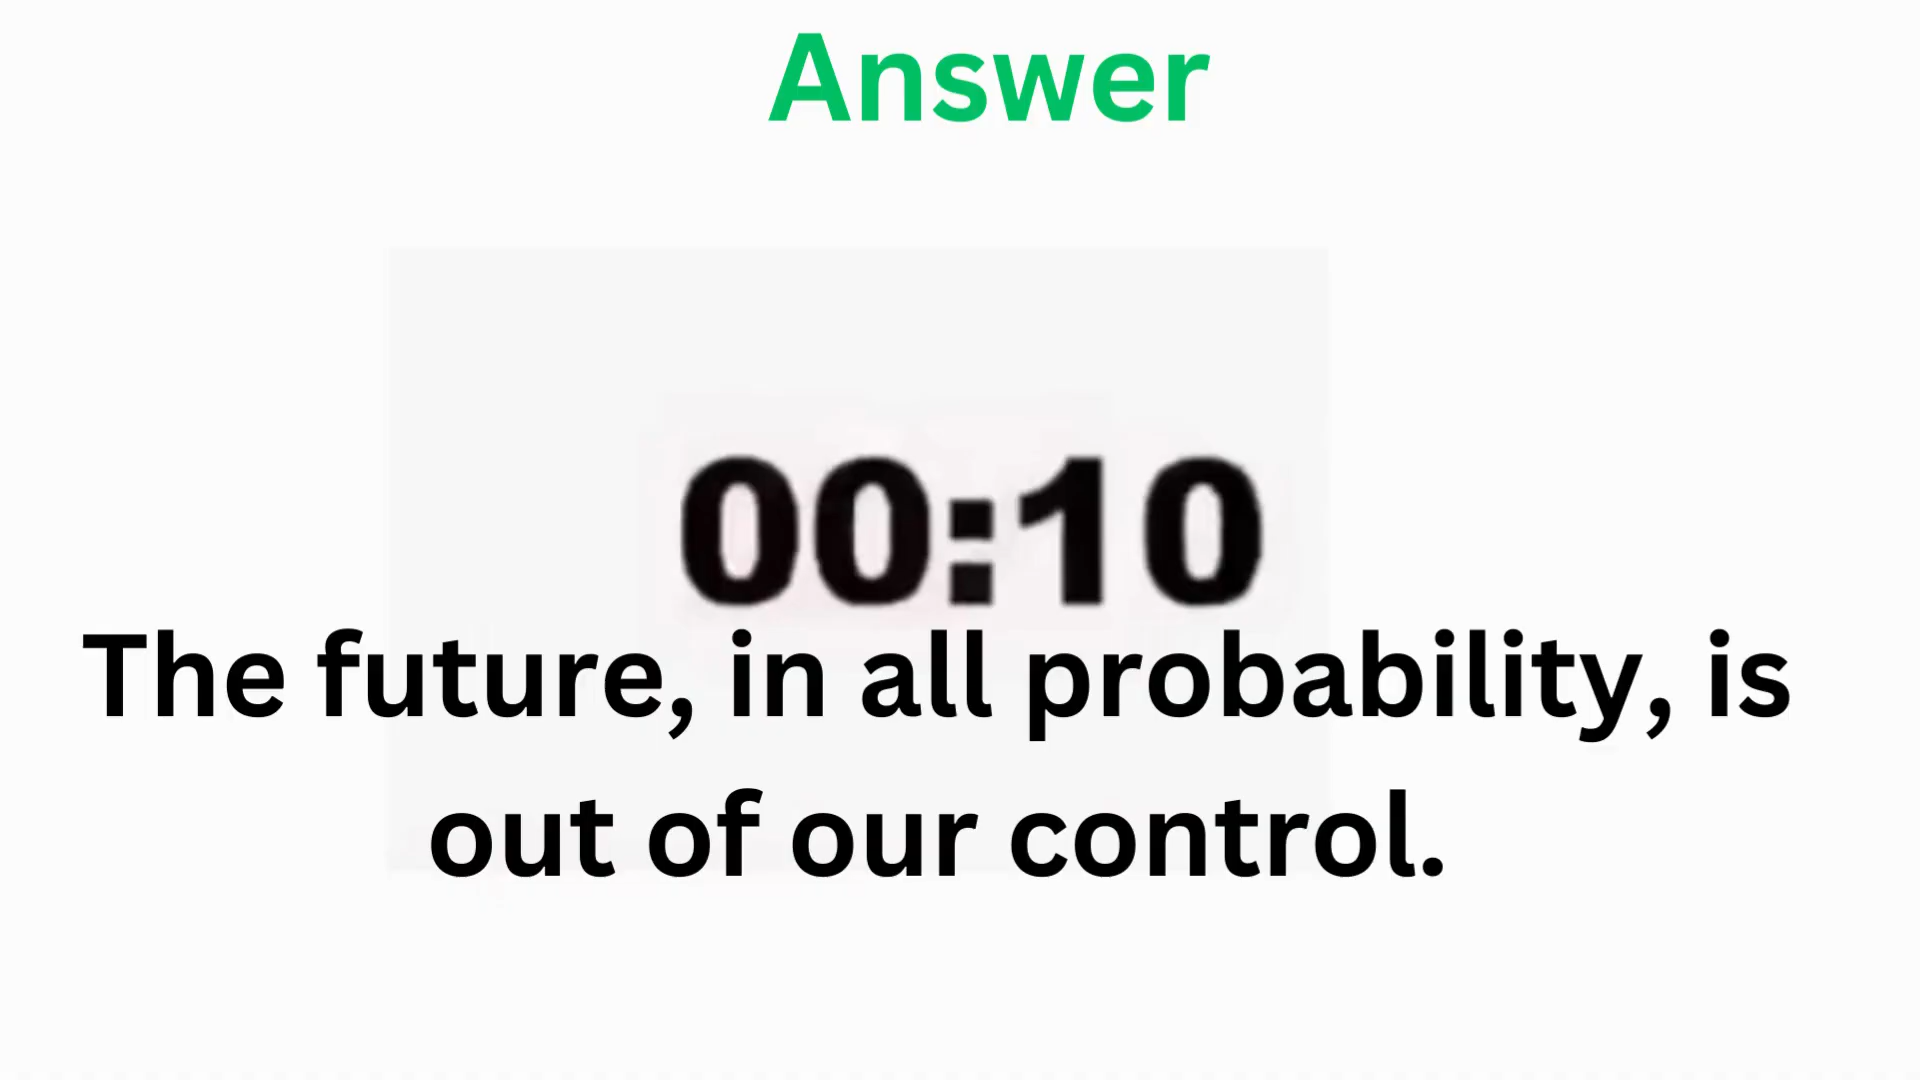 Answer
00:10
The future, in all probability, is
out of our control.